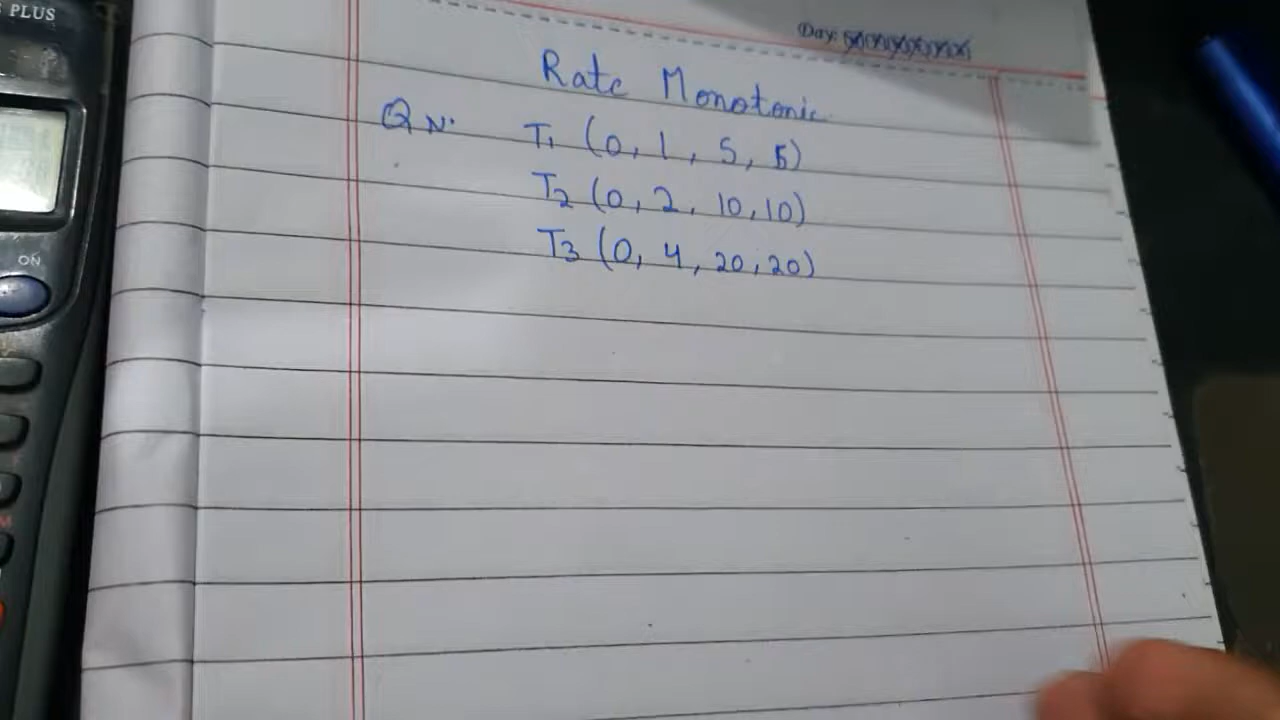 PLUS
Day:
Rate Monotonic
Q N. T1 (0, 1, 5, 5)
T2 (0, 2, 10, 10)
T3 (0, 4, 20, 20)
ON